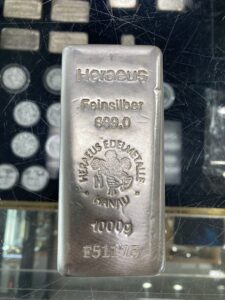 Heraeus
Feinsilber
999.0
HERAEUS EDELMETALLE
HANAU
1000g